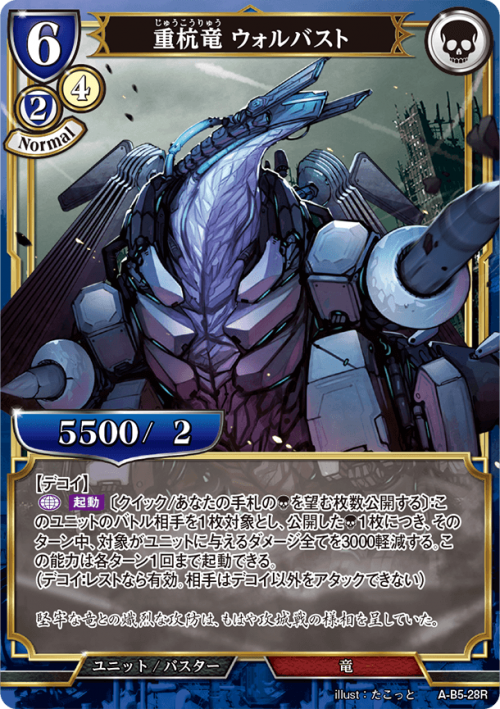 じゅうこうりゅう
6 重杭竜 ウォルバスト
2 4
Normal
5500/ 2
【デコイ】
起動 〔クイック/あなたの手札の💀を望む枚数公開する〕:こ
のユニットのバトル相手を1枚対象とし、公開した💀1枚につき、その
ターン中、対象がユニットに与えるダメージ全てを3000軽減する。こ
の能力は各ターン1回まで起動できる。
(デコイ:レストなら有効。相手はデコイ以外をアタックできない)
堅牢な竜との熾烈な攻防は、もはや攻城戦の様相を呈していた。
ユニット / バスター 竜
illust : たこっと A-B5-28R